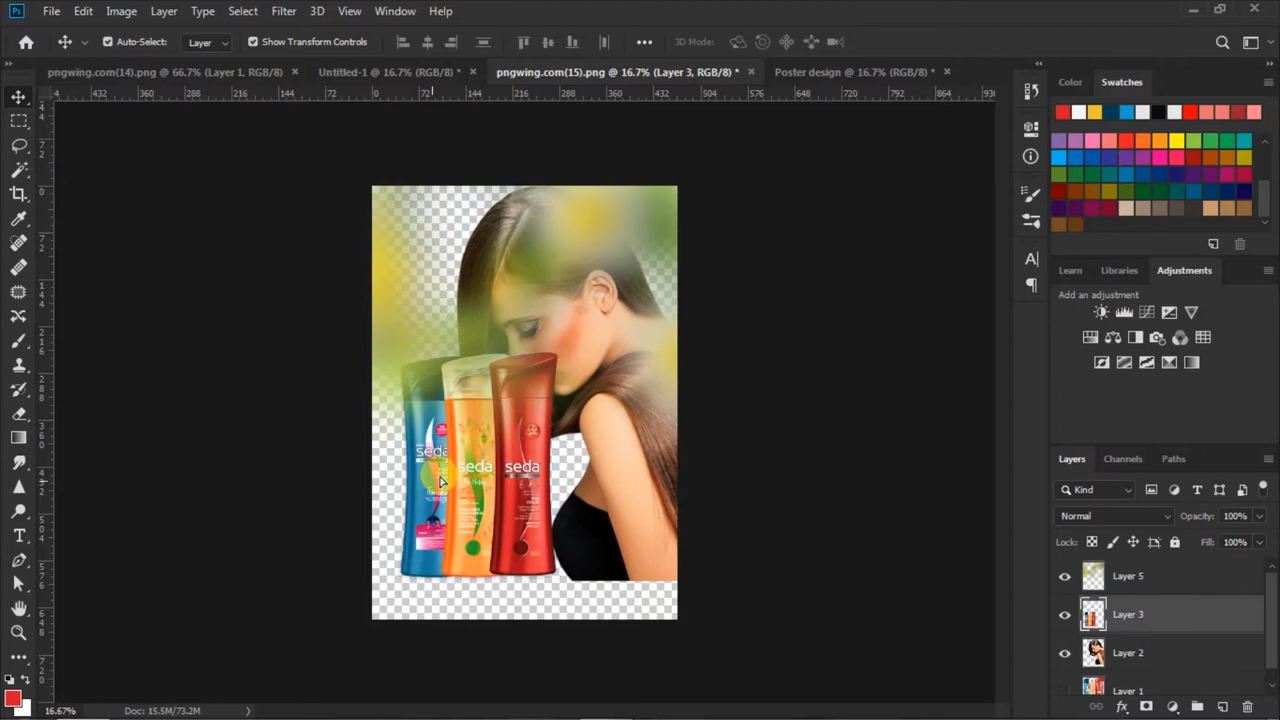 Ps File Edit Image Layer Type Select Filter 3D View Window Help
Auto-Select: Layer Show Transform Controls 3D Mode:
pngwing.com(14).png @ 66.7% (Layer 1, RGB/8) × Untitled-1 @ 16.7% (RGB/8) * × pngwing.com(15).png @ 16.7% (Layer 3, RGB/8) * × Poster design @ 16.7% (RGB/8) * ×
432 360 288 216 144 72 0 72 144 216 288 360 432 504 576 648 720 792 864 936
Color Swatches
Learn Libraries Adjustments
Add an adjustment
seda
seda seda
Layers Channels Paths
Kind
Normal Opacity: 100%
Lock: Fill: 100%
Layer 5
Layer 3
Layer 2
Layer 1
16.67% Doc: 15.5M/73.2M